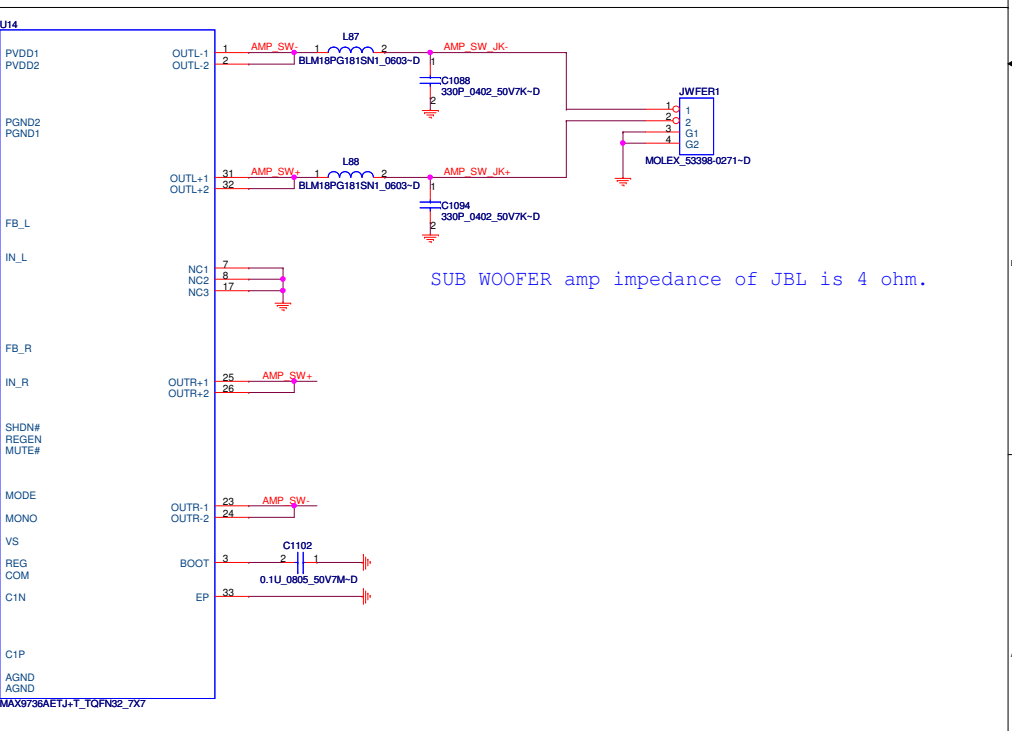 U14
PVDD1
PVDD2
PGND2
PGND1
FB_L
IN_L
FB_R
IN_R
SHDN#
REGEN
MUTE#
MODE
MONO
VS
REG
COM
C1N
C1P
AGND
AGND
MAX9736AETJ+T_TQFN32_7X7
OUTL-1 1 AMP_SW-
OUTL-2 2
1 L87 2 AMP_SW_JK-
BLM18PG181SN1_0603~D
1 C1088
330P_0402_50V7K~D
2
OUTL+1 31 AMP_SW+
OUTL+2 32
1 L88 2 AMP_SW_JK+
BLM18PG181SN1_0603~D
1 C1094
330P_0402_50V7K~D
2
JWFER1
1 1
2 2
3 G1
4 G2
MOLEX_53398-0271~D
NC1 7
NC2 8
NC3 17
SUB WOOFER amp impedance of JBL is 4 ohm.
OUTR+1 25 AMP_SW+
OUTR+2 26
OUTR-1 23 AMP_SW-
OUTR-2 24
C1102
BOOT 3 2 1
0.1U_0805_50V7M~D
EP 33